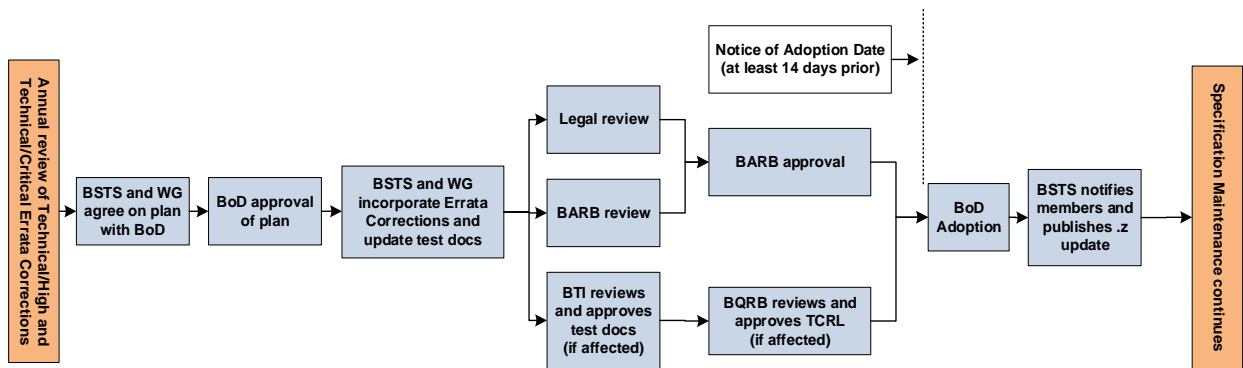 Annual review of Technical/High and
Technical/Critical Errata Corrections
BSTS and WG
agree on plan
with BoD
BoD approval
of plan
BSTS and WG
incorporate Errata
Corrections and
update test docs
Legal review
BARB review
BTI reviews
and approves
test docs
(if affected)
Notice of Adoption Date
(at least 14 days prior)
BARB approval
BQRB reviews and
approves TCRL
(if affected)
BoD
Adoption
BSTS notifies
members and
publishes .z
update
Specification Maintenance continues